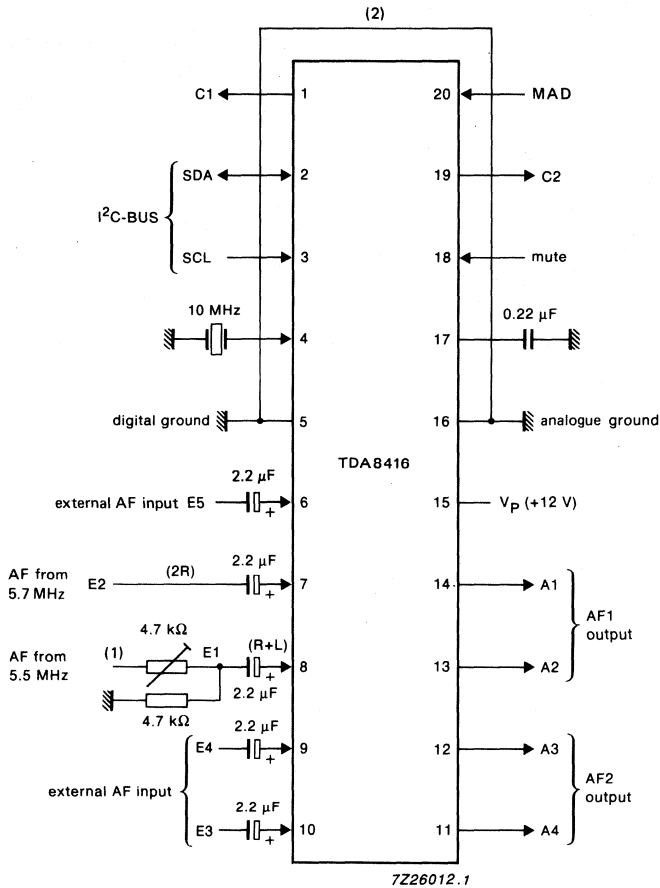 (2)
C1 1 20 MAD
SDA 2 19 C2
I²C-BUS
SCL 3 18 mute
10 MHz 0.22 µF
4 17
digital ground 5 16 analogue ground
TDA8416
2.2 µF
external AF input E5 + 6 15 VP (+12 V)
2.2 µF
AF from 5.7 MHz E2 (2R) + 7 14 A1
AF1 output
4.7 kΩ
AF from 5.5 MHz (1) E1 (R+L) + 8 13 A2
2.2 µF
4.7 kΩ
2.2 µF
E4 + 9 12 A3
external AF input AF2 output
2.2 µF
E3 + 10 11 A4
7Z26012.1